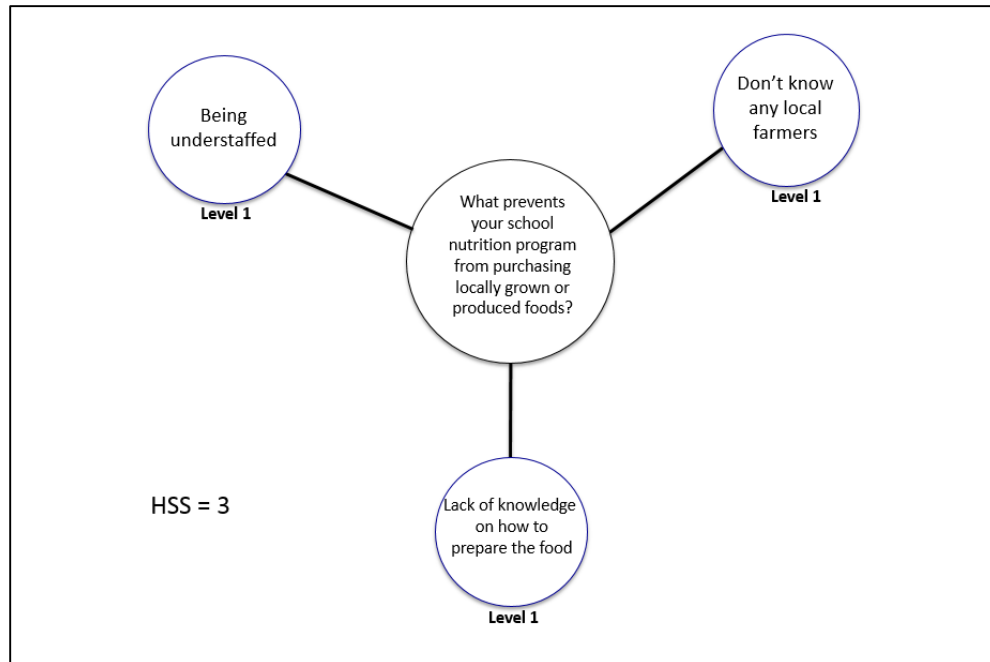 Being
understaffed
Level 1
Don't know
any local
farmers
Level 1
What prevents
your school
nutrition program
from purchasing
locally grown or
produced foods?
HSS = 3
Lack of knowledge
on how to
prepare the food
Level 1